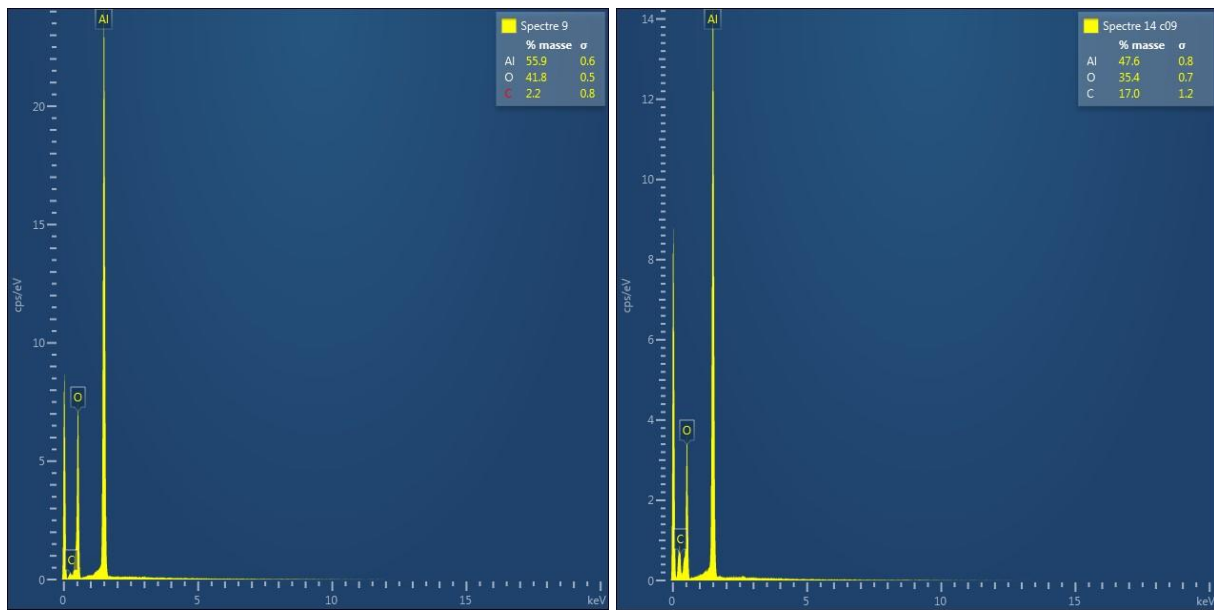 Al
Spectre 9
% masse σ
Al 55.9 0.6
O 41.8 0.5
C 2.2 0.8
20
15
cps/eV
10
O
5
C
0
0 5 10 15 keV
14
Al
Spectre 14 c09
% masse σ
Al 47.6 0.8
O 35.4 0.7
C 17.0 1.2
12
10
8
cps/eV
6
4
O
2
C
0
0 5 10 15 keV